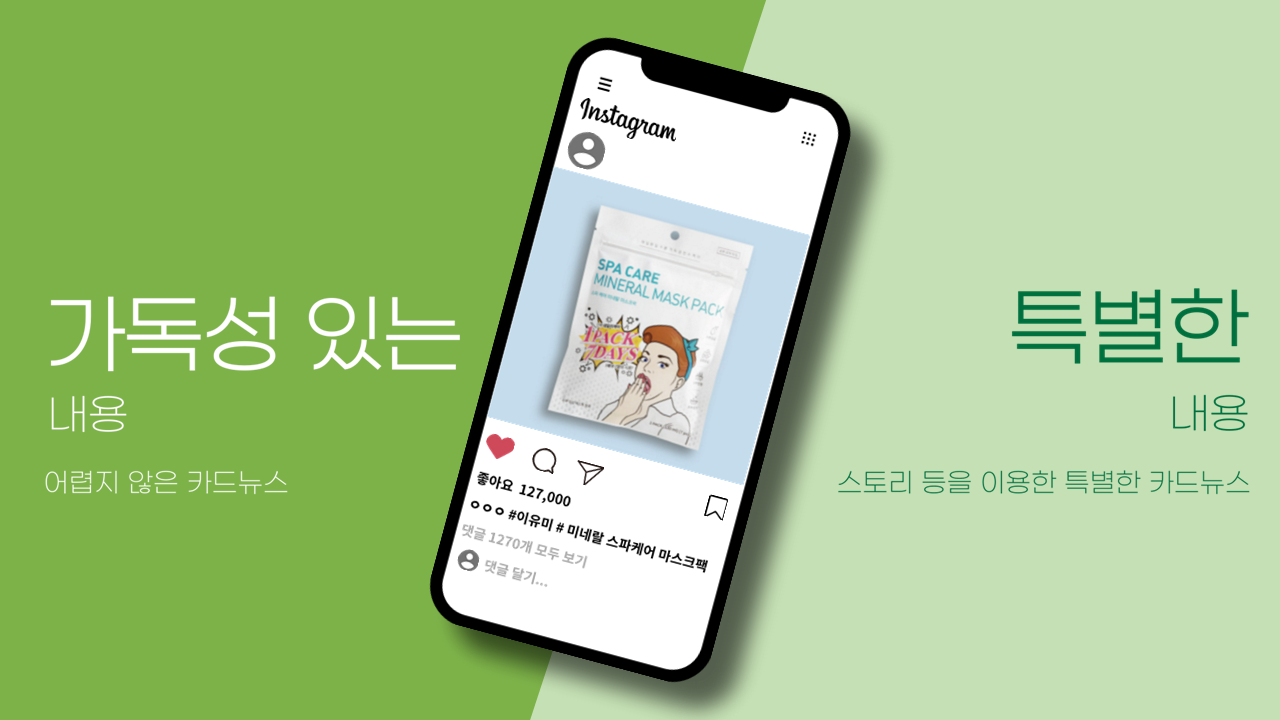 가독성 있는
내용
어렵지 않은 카드뉴스
Instagram
SPA CARE
MINERAL MASK PACK
1PACK
7DAYS
좋아요 127,000
ㅇㅇㅇ #이유미 # 미네랄 스파케어 마스크팩
댓글 1270개 모두 보기
댓글 달기...
특별한
내용
스토리 등을 이용한 특별한 카드뉴스